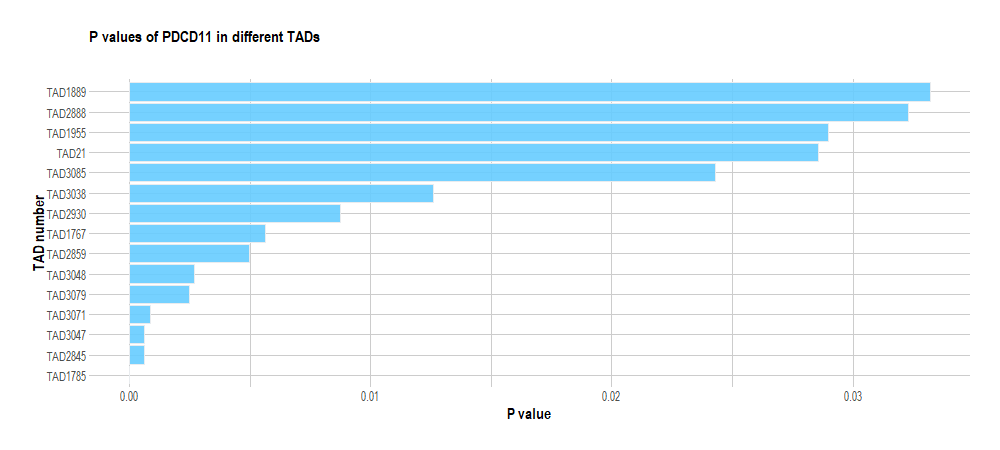 P values of PDCD11 in different TADs
TAD1889
TAD2888
TAD1955
TAD21
TAD3085
TAD3038
TAD2930
TAD1767
TAD2859
TAD3048
TAD3079
TAD3071
TAD3047
TAD2845
TAD1785
TAD number
0.00
0.01
0.02
0.03
P value